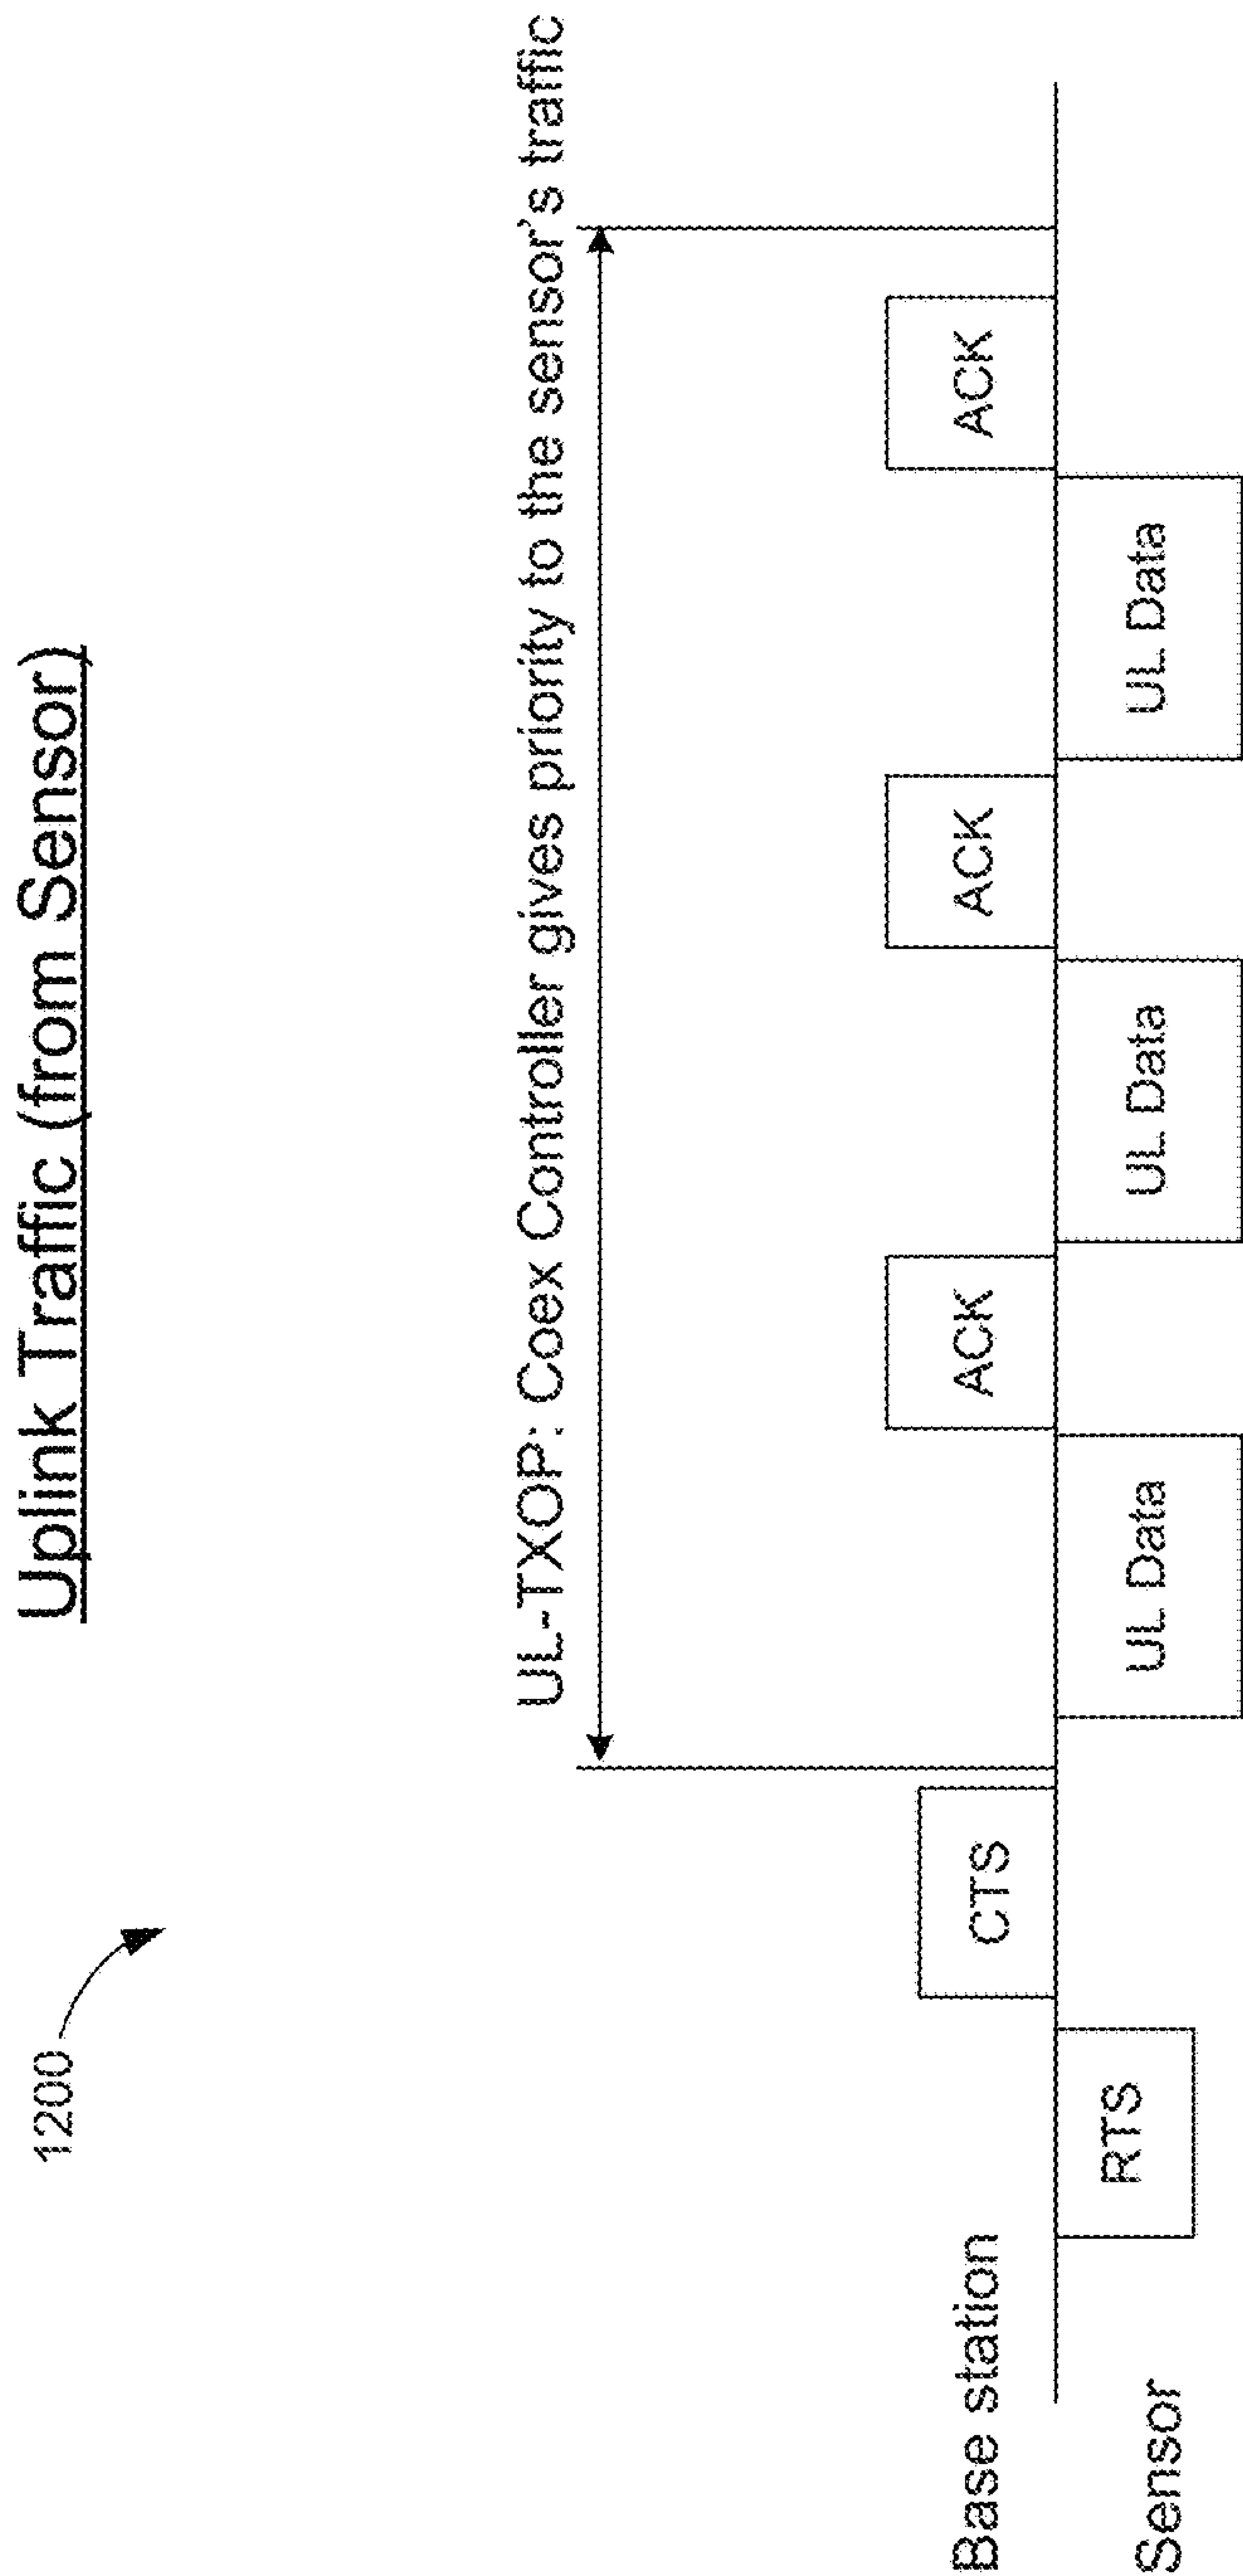 Uplink Traffic (from Sensor)
1200
UL-TXOP: Coex Controller gives priority to the sensor's traffic
Base station
CTS
ACK
ACK
ACK
Sensor
RTS
UL Data
UL Data
UL Data